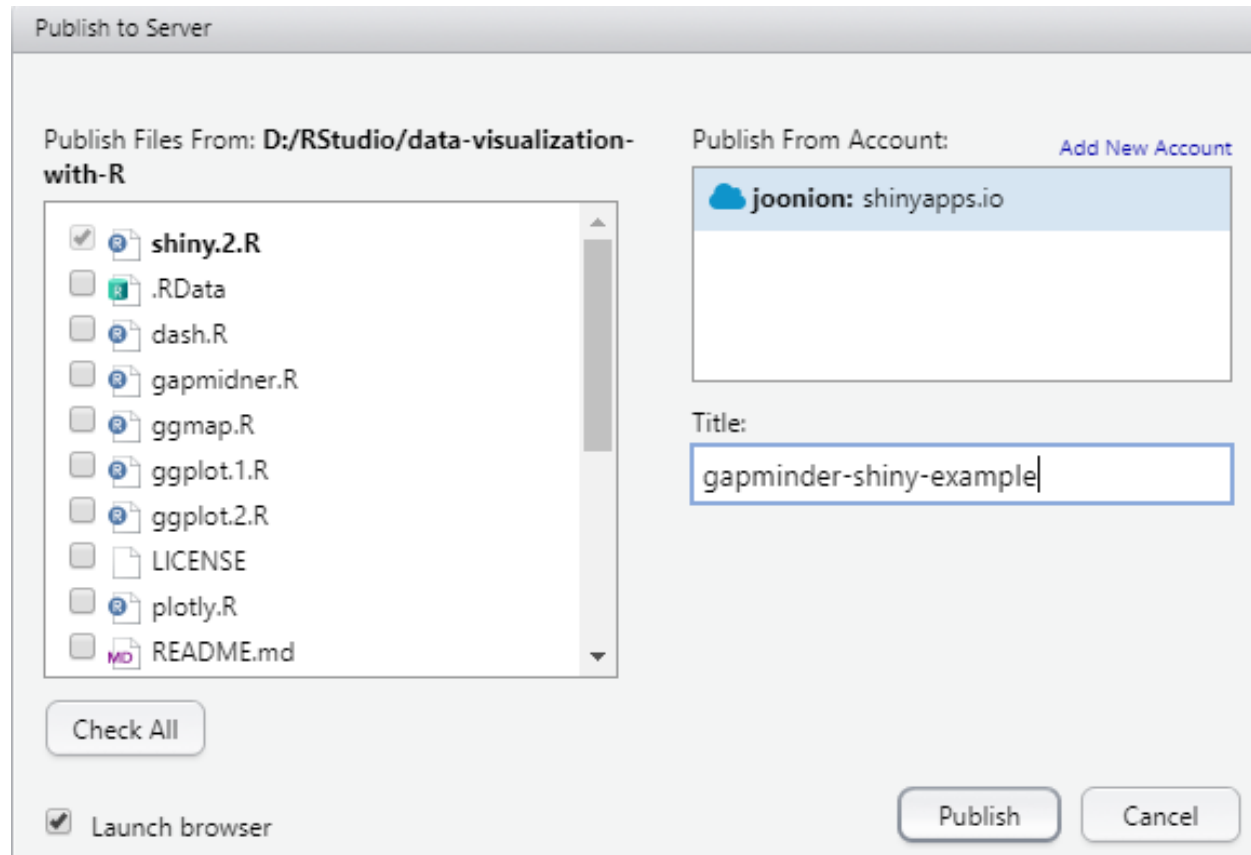 Publish to Server
Publish Files From: D:/RStudio/data-visualization-
with-R
shiny.2.R
.RData
dash.R
gapmidner.R
ggmap.R
ggplot.1.R
ggplot.2.R
LICENSE
plotly.R
MD README.md
Check All
Launch browser
Publish From Account:
Add New Account
joonion: shinyapps.io
Title:
gapminder-shiny-example
Publish
Cancel